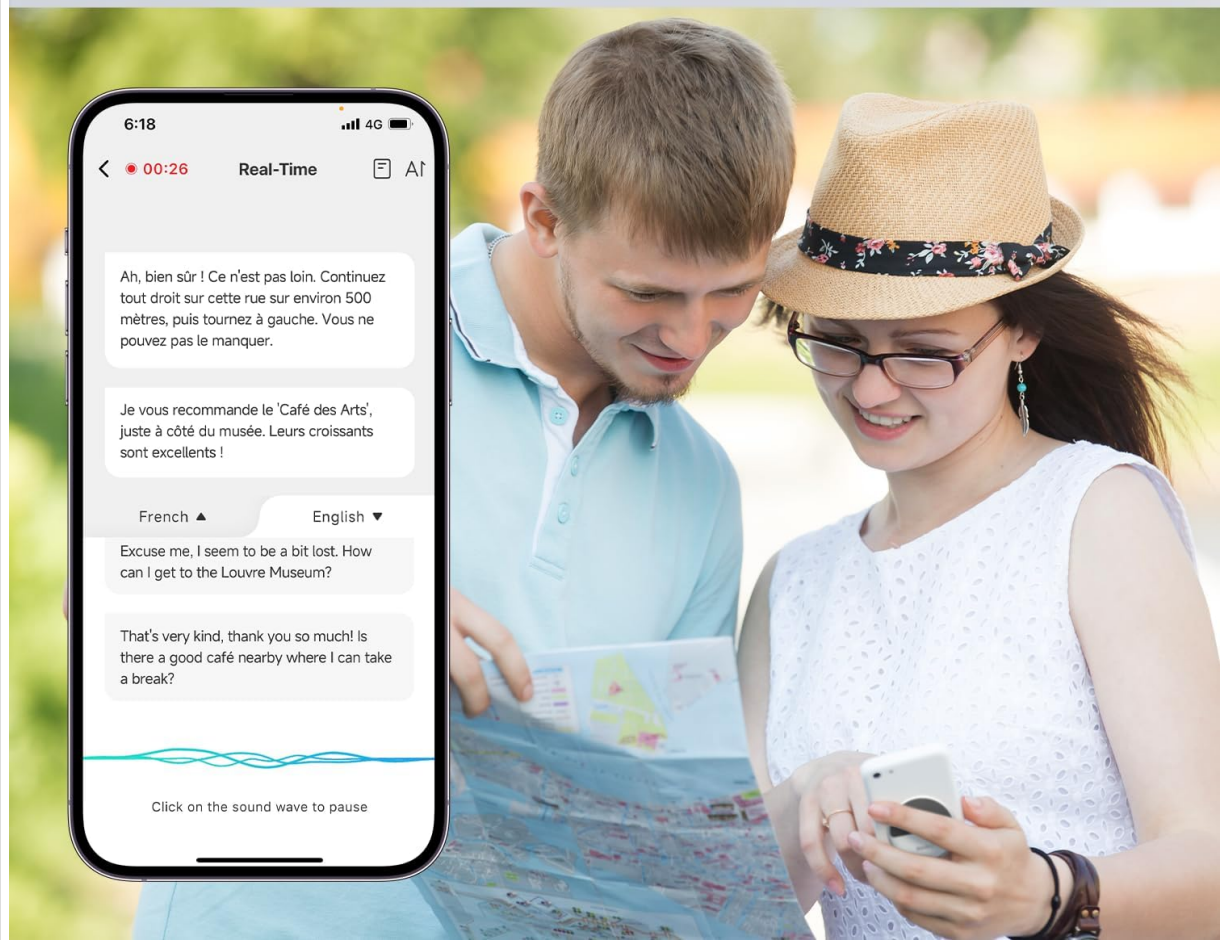 6:18
4G
00:26
Real-Time
Ah, bien sûr ! Ce n'est pas loin. Continuez
tout droit sur cette rue sur environ 500
mètres, puis tournez à gauche. Vous ne
pouvez pas le manquer.
Je vous recommande le 'Café des Arts',
juste à côté du musée. Leurs croissants
sont excellents !
French ▲
English ▼
Excuse me, I seem to be a bit lost. How
can I get to the Louvre Museum?
That's very kind, thank you so much! Is
there a good café nearby where I can take
a break?
Click on the sound wave to pause